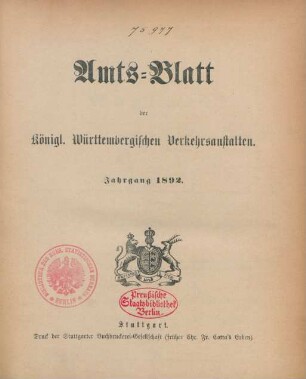 Amts=Blatt
der
Königl. Württembergischen Verkehrsanstalten.
Jahrgang 1892.
Preußische
Staatsbibliothek
Berlin.
BERLIN
Stuttgart.
Druck der Stuttgarter Buchdruckerei-Gesellschaft (früher Chr. Fr. Cotta's Erben).